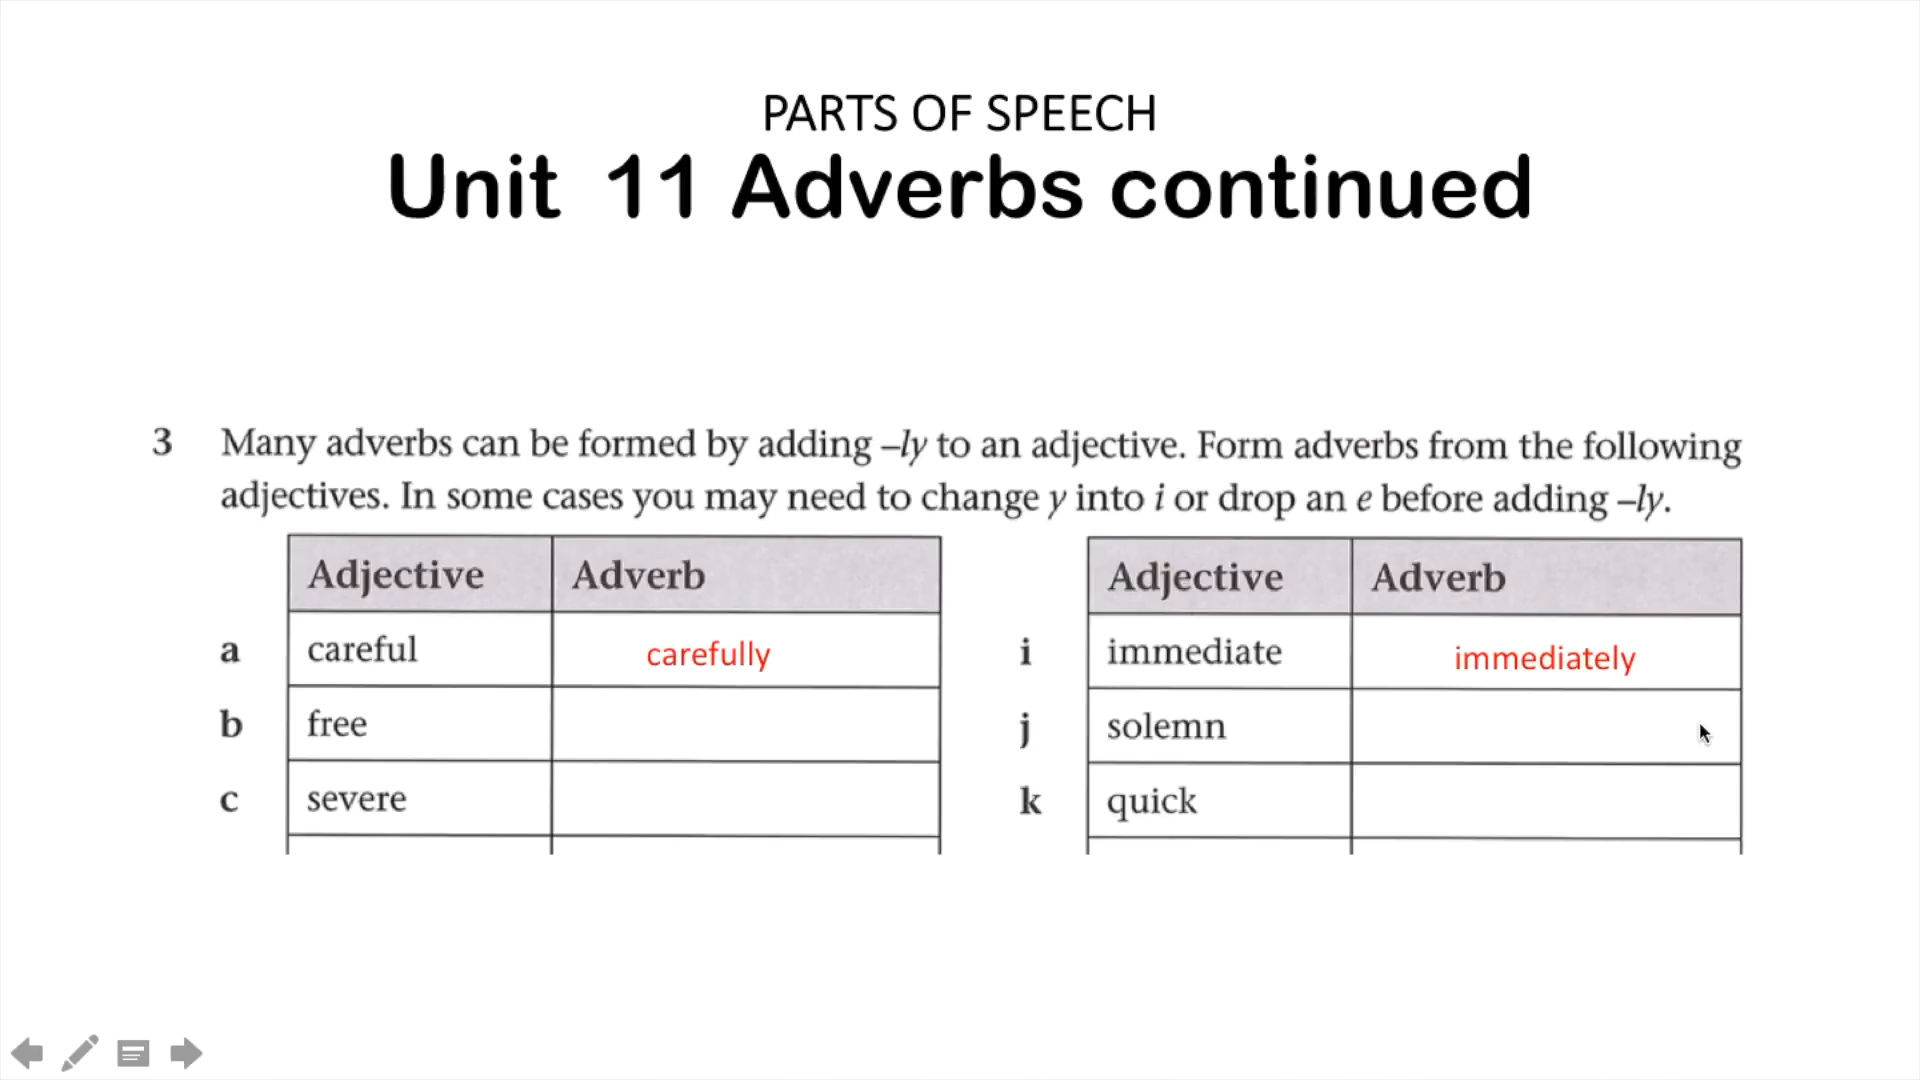 PARTS OF SPEECH
Unit 11 Adverbs continued
3 Many adverbs can be formed by adding –ly to an adjective. Form adverbs from the following
adjectives. In some cases you may need to change y into i or drop an e before adding –ly.
Adjective Adverb
a careful carefully
b free
c severe
Adjective Adverb
i immediate immediately
j solemn
k quick